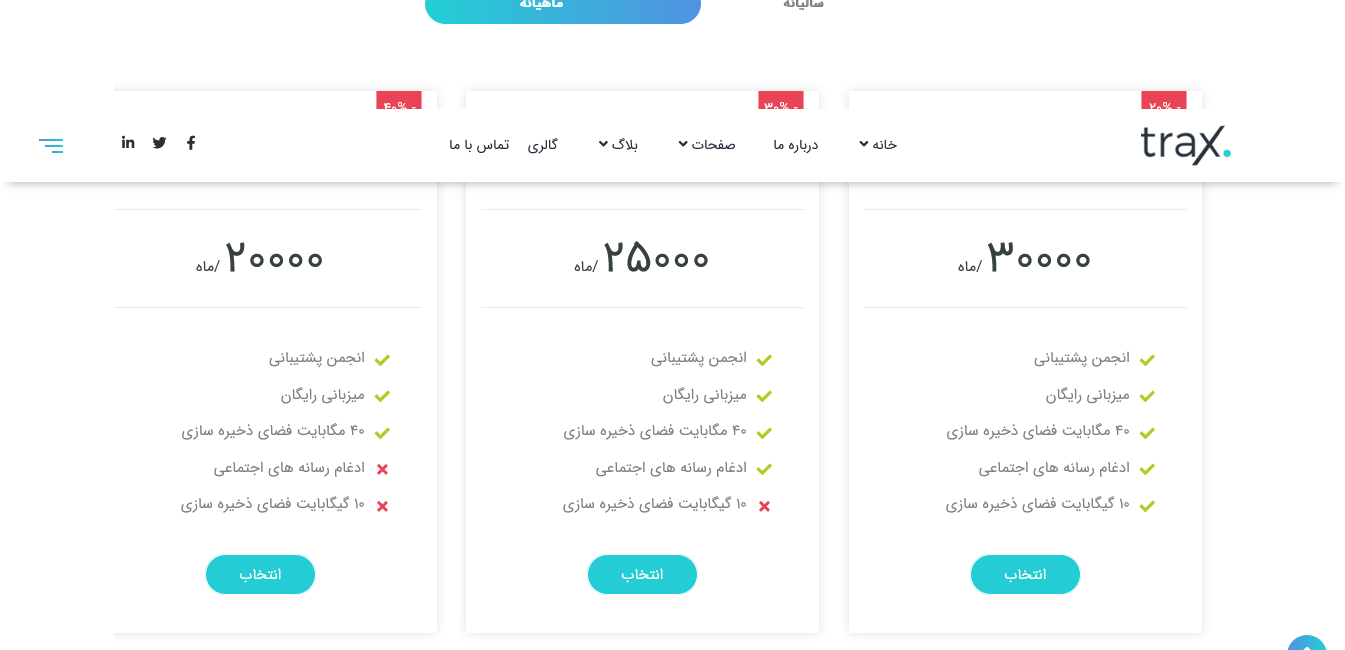 سالیانه
ماهیانه
- ۲۰%
- ۳۰%
- ۴۰%
trax.
خانه
درباره ما
صفحات
بلاگ
گالری
تماس با ما
۳۰۰۰۰ /ماه
انجمن پشتیبانی
میزبانی رایگان
۴۰ مگابایت فضای ذخیره سازی
ادغام رسانه های اجتماعی
۱۰ گیگابایت فضای ذخیره سازی
انتخاب
۲۵۰۰۰ /ماه
انجمن پشتیبانی
میزبانی رایگان
۴۰ مگابایت فضای ذخیره سازی
ادغام رسانه های اجتماعی
۱۰ گیگابایت فضای ذخیره سازی
انتخاب
۲۰۰۰۰ /ماه
انجمن پشتیبانی
میزبانی رایگان
۴۰ مگابایت فضای ذخیره سازی
ادغام رسانه های اجتماعی
۱۰ گیگابایت فضای ذخیره سازی
انتخاب